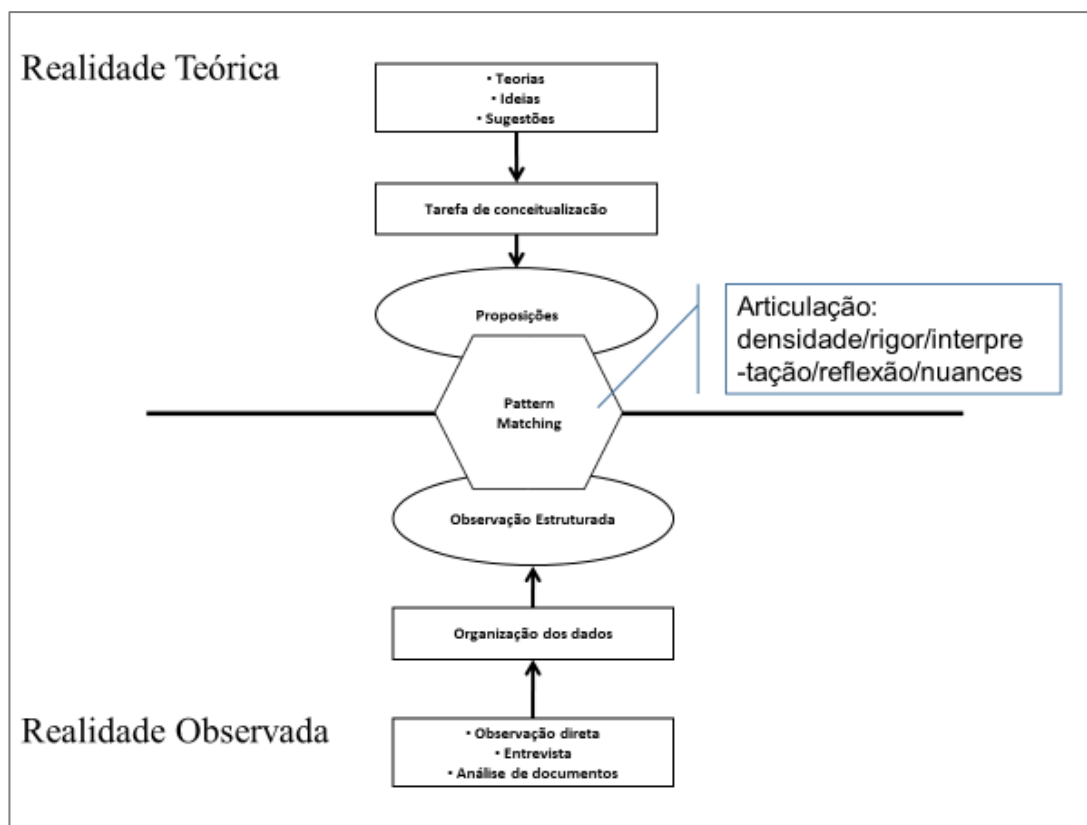 Realidade Teórica
• Teorias
• Ideias
• Sugestões
Tarefa de conceitualizacão
Proposições
Articulação:
densidade/rigor/interpre
-tação/reflexão/nuances
Pattern
Matching
Observação Estruturada
Organização dos dados
Realidade Observada
• Observação direta
• Entrevista
• Análise de documentos